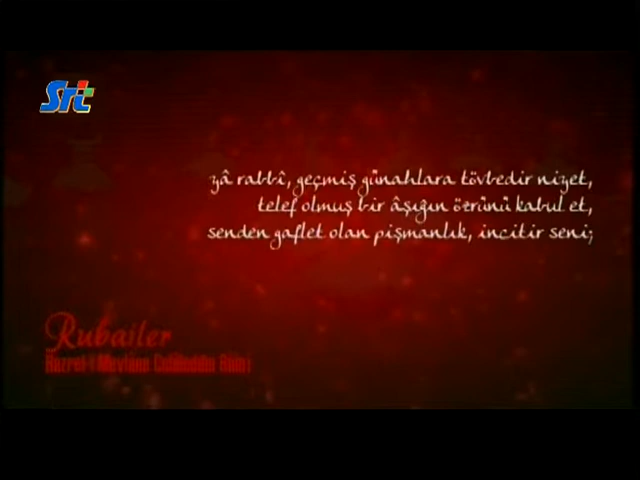 SRT
yâ rabbî, geçmiş günahlara tövbedir niyet,
telef olmuş bir âşığın özrünü kabul et,
senden gaflet olan pişmanlık, incitir seni;
Rubailer
Hazret-i Mevlâna Celâleddin Rûmi